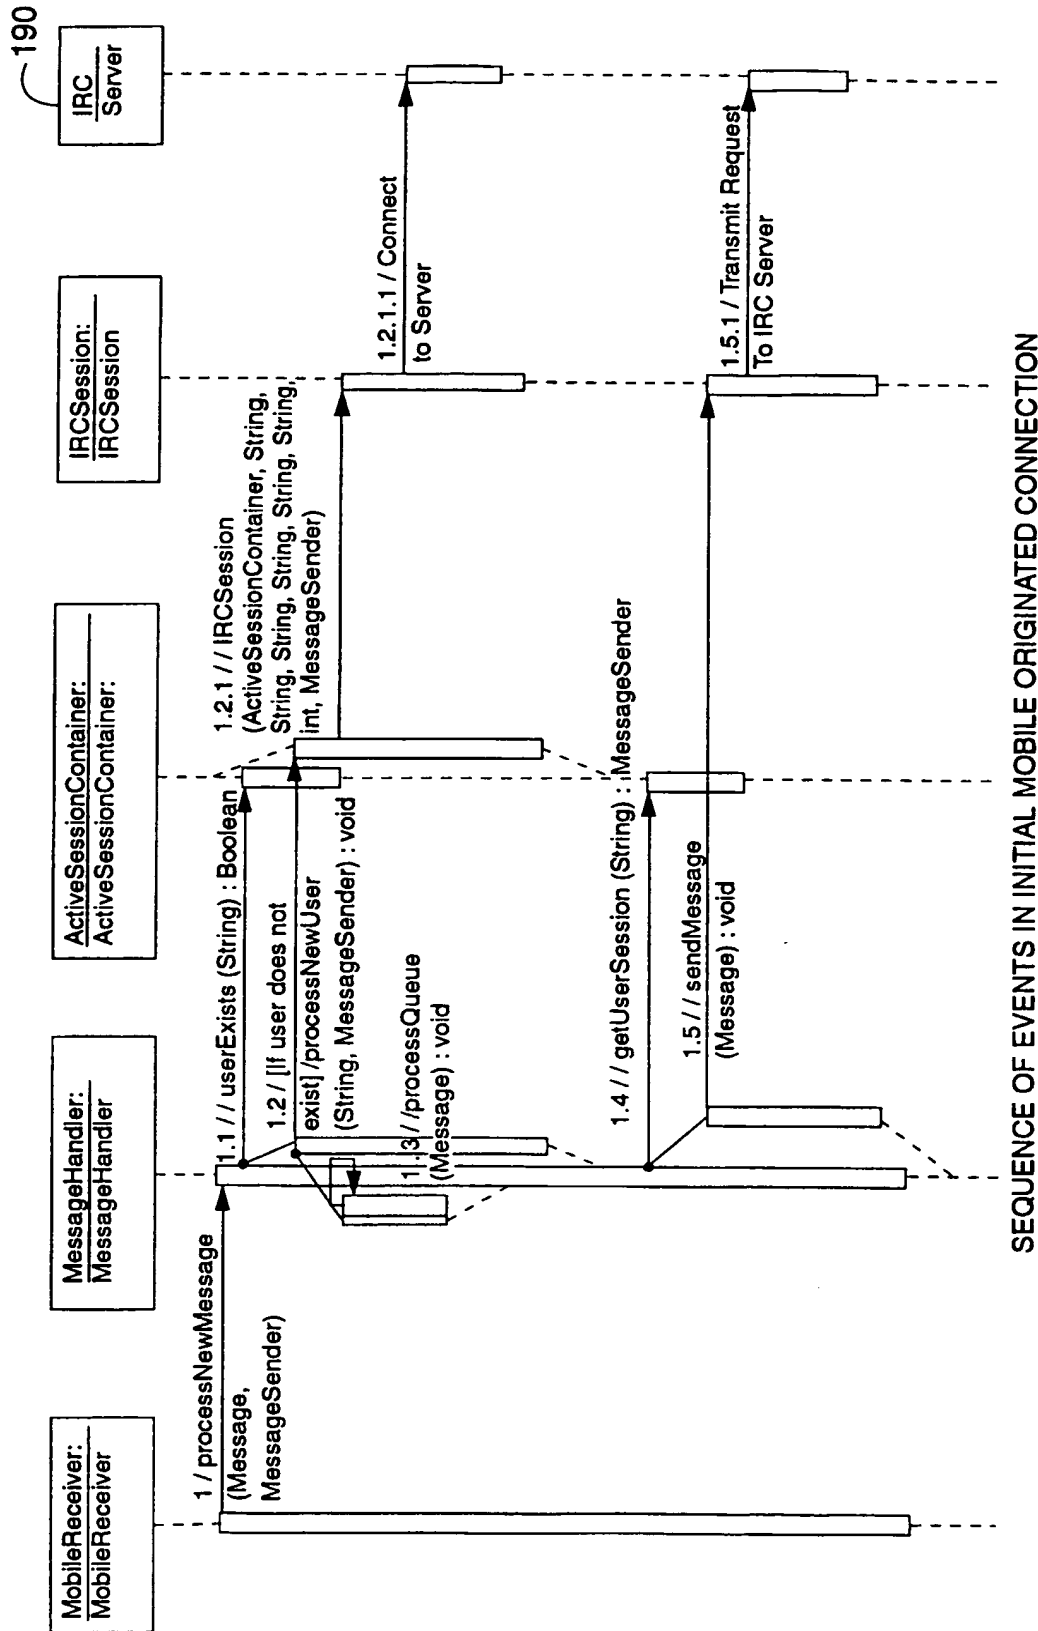 MobileReceiver:
MobileReceiver
MessageHandler:
MessageHandler
ActiveSessionContainer:
ActiveSessionContainer:
IRCSession:
IRCSession
IRC
Server
190
1 / processNewMessage
(Message,
MessageSender)
1.1 / / userExists (String) : Boolean
1.2 / [If user does not
exist] /processNewUser
(String, MessageSender) : void
1.2.1 / / IRCSession
(ActiveSessionContainer, String,
String, String, String, String, String,
int, MessageSender)
1.2.1.1 / Connect
to Server
1.3 / /processQueue
(Message) : void
1.4 / / getUserSession (String) : MessageSender
1.5 / / sendMessage
(Message) : void
1.5.1 / Transmit Request
To IRC Server
SEQUENCE OF EVENTS IN INITIAL MOBILE ORIGINATED CONNECTION